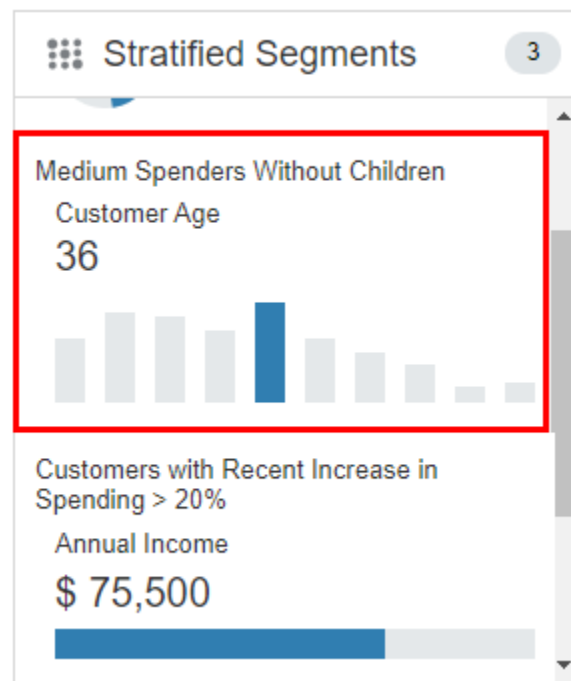 Stratified Segments 3
Medium Spenders Without Children
Customer Age
36
Customers with Recent Increase in
Spending > 20%
Annual Income
$ 75,500